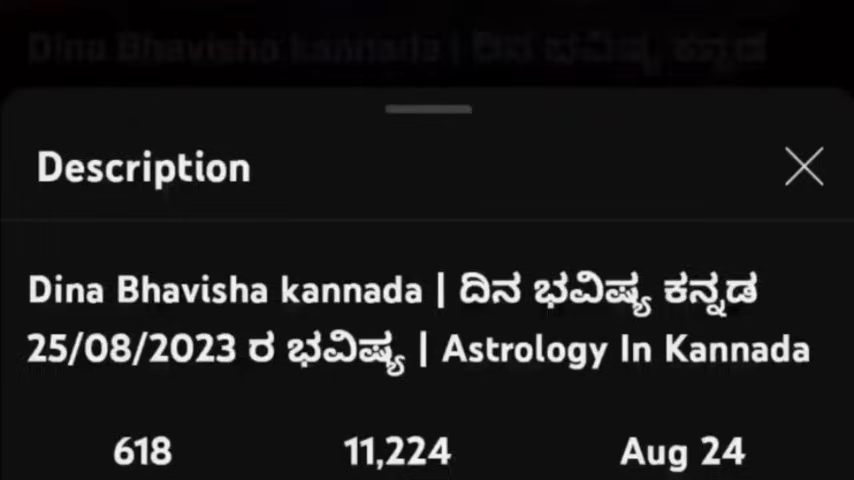 Dina Bhavisha kannada | ದಿನ ಭವಿಷ್ಯ ಕನ್ನಡ
Description
Dina Bhavisha kannada | ದಿನ ಭವಿಷ್ಯ ಕನ್ನಡ
25/08/2023 ರ ಭವಿಷ್ಯ | Astrology In Kannada
618 11,224 Aug 24